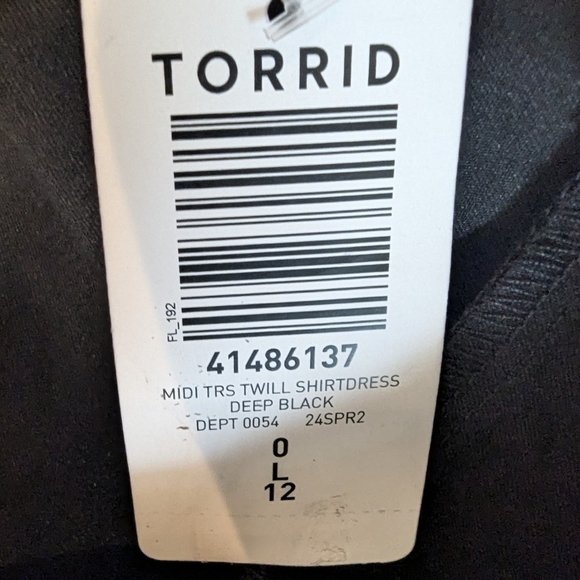 TORRID
FL_192
41486137
MIDI TRS TWILL SHIRTDRESS
DEEP BLACK
DEPT 0054 24SPR2
0
L
12